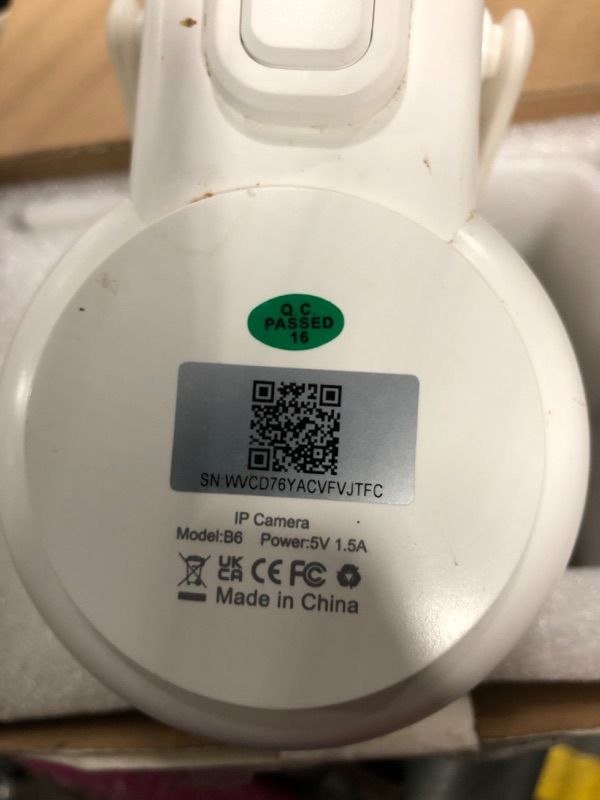 Q.C.
PASSED
16
SN:WVCD76YACVFVJTFC
IP Camera
Model:B6 Power:5V 1.5A
UK
CA CE FC
Made in China